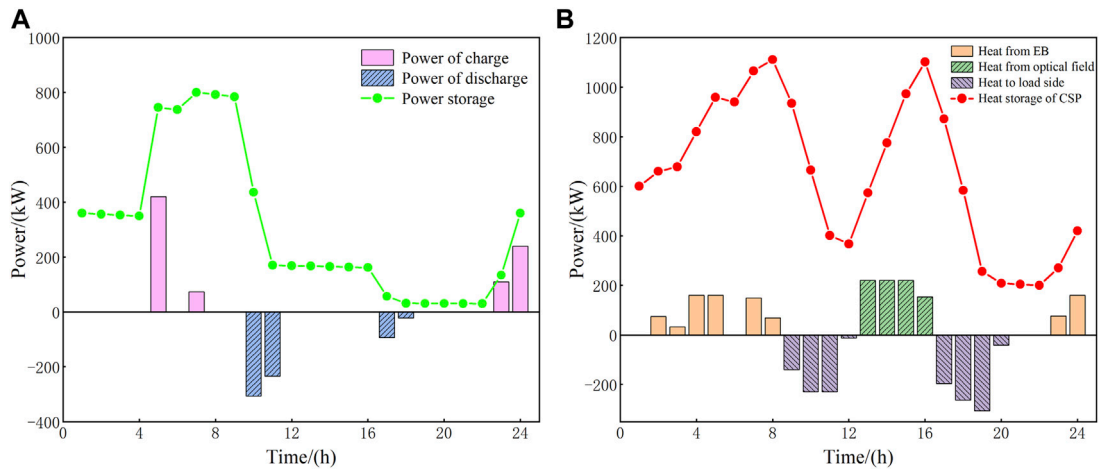 A
1000
800
600
400
200
0
−200
−400
Power/(kW)
Power of charge
Power of discharge
Power storage
0 4 8 12 16 20 24
Time/(h)
B
1200
1000
800
600
400
200
0
−200
Power/(kW)
Heat from EB
Heat from optical field
Heat to load side
Heat storage of CSP
0 4 8 12 16 20 24
Time/(h)